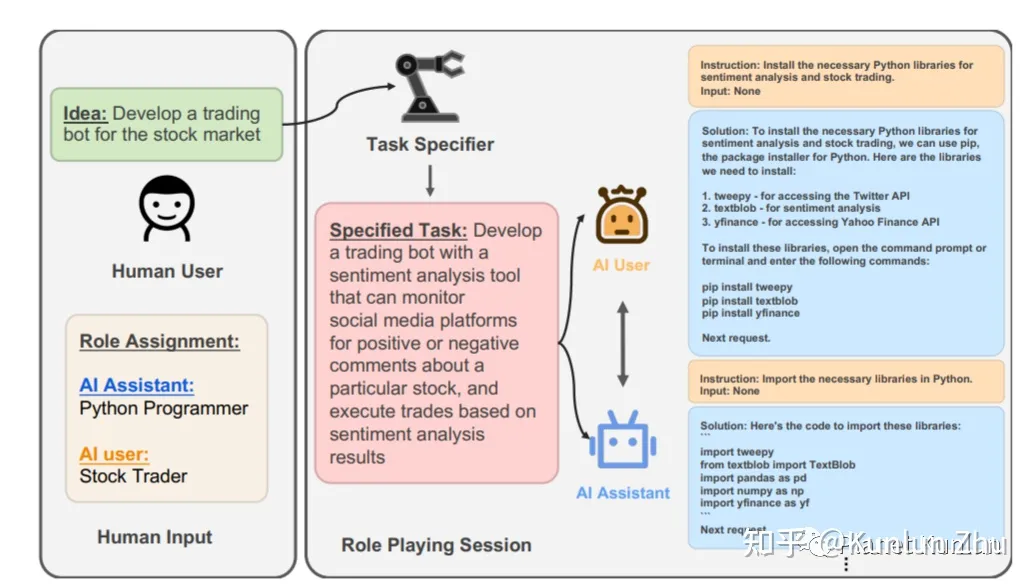 Idea: Develop a trading
bot for the stock market
Human User
Role Assignment:
AI Assistant:
Python Programmer
AI user:
Stock Trader
Human Input
Task Specifier
Specified Task: Develop
a trading bot with a
sentiment analysis tool
that can monitor
social media platforms
for positive or negative
comments about a
particular stock, and
execute trades based on
sentiment analysis
results
Role Playing Session
AI User
AI Assistant
Instruction: Install the necessary Python libraries for
sentiment analysis and stock trading.
Input: None
Solution: To install the necessary Python libraries for
sentiment analysis and stock trading, we can use pip,
the package installer for Python. Here are the libraries
we need to install:
1. tweepy - for accessing the Twitter API
2. textblob - for sentiment analysis
3. yfinance - for accessing Yahoo Finance API
To install these libraries, open the command prompt or
terminal and enter the following commands:
pip install tweepy
pip install textblob
pip install yfinance
Next request.
Instruction: Import the necessary libraries in Python.
Input: None
Solution: Here's the code to import these libraries:
```
import tweepy
from textblob import TextBlob
import pandas as pd
import numpy as np
import yfinance as yf
```
Next request
知乎 @Kunlun Zhu